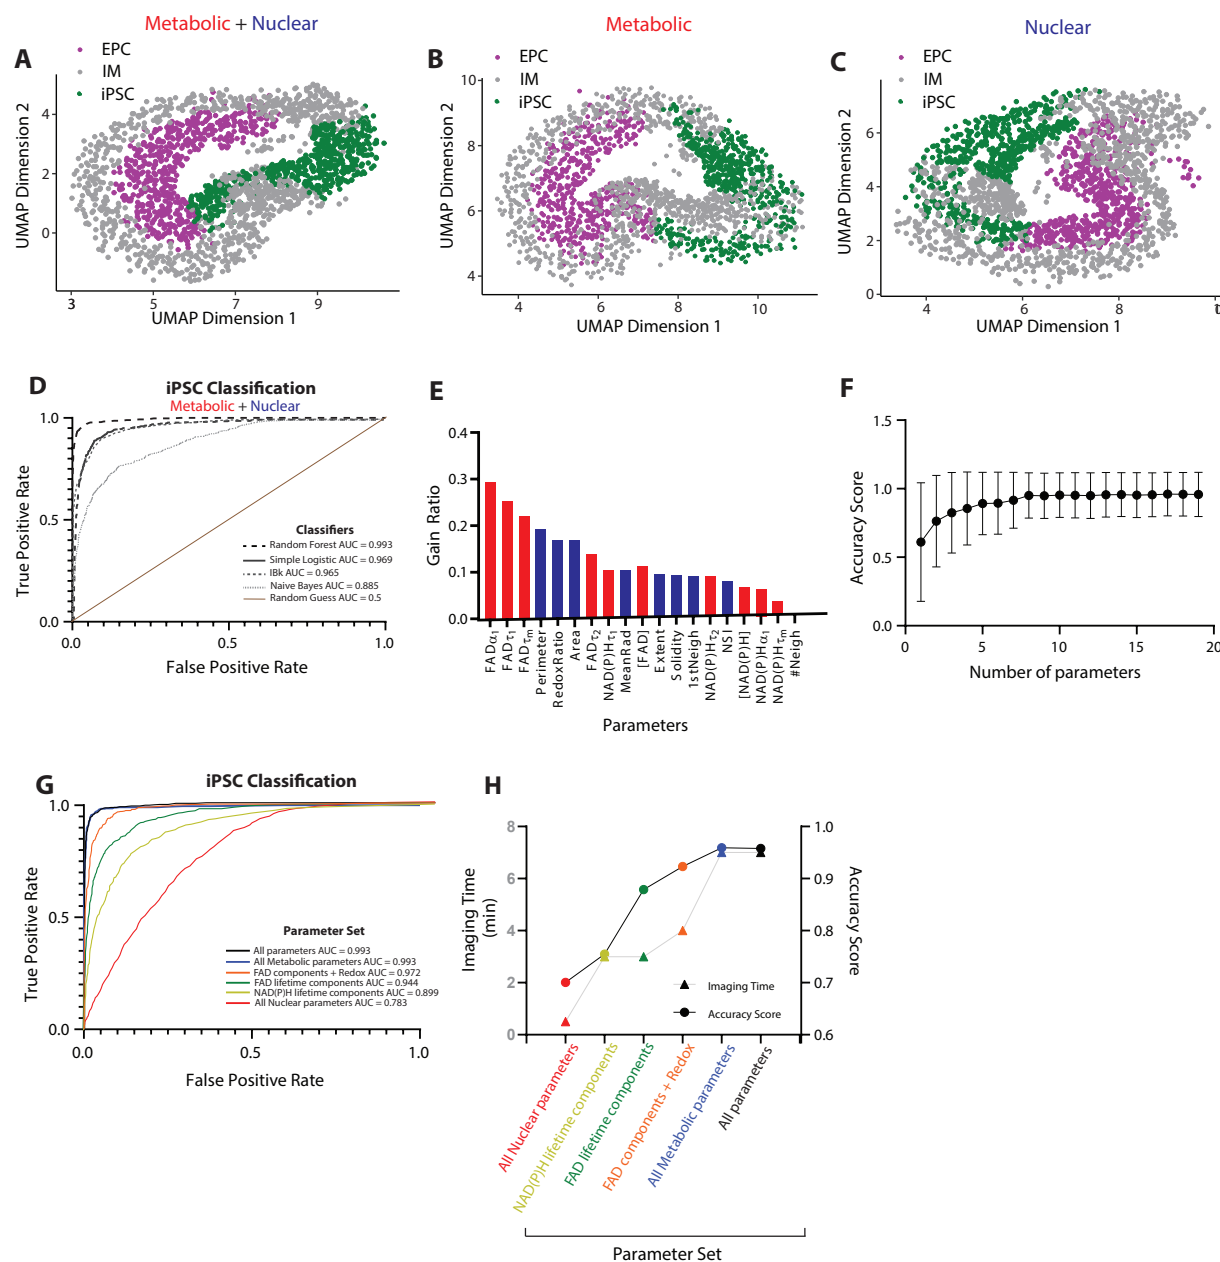 Metabolic + Nuclear
A
EPC
IM
iPSC
UMAP Dimension 2
4
2
0
3
5
7
9
UMAP Dimension 1
Metabolic
B
EPC
IM
iPSC
UMAP Dimension 2
10
8
6
4
4
6
8
10
UMAP Dimension 1
Nuclear
C
EPC
IM
iPSC
UMAP Dimension 2
6
4
2
0
4
6
8
UMAP Dimension 1
D
iPSC Classification
Metabolic + Nuclear
True Positive Rate
1.0
0.5
0.0
0.0
0.5
1.0
False Positive Rate
Classifiers
Random Forest AUC = 0.993
Simple Logistic AUC = 0.969
IBk AUC = 0.965
Naive Bayes AUC = 0.885
Random Guess AUC = 0.5
E
Gain Ratio
0.4
0.3
0.2
0.1
0.0
FADα1
FADτ1
FADτm
Perimeter
RedoxRatio
Area
FADτ2
NAD(P)Hτ1
MeanRad
[FAD]
Extent
Solidity
1stNeigh
NAD(P)Hτ2
NSI
[NAD(P)H]
NAD(P)Hα1
NAD(P)Hτm
#Neigh
Parameters
F
Accuracy Score
1.5
1.0
0.5
0.0
0
5
10
15
20
Number of parameters
G
iPSC Classification
True Positive Rate
1.0
0.5
0.0
0.0
0.5
1.0
False Positive Rate
Parameter Set
All parameters AUC = 0.993
All Metabolic parameters AUC = 0.993
FAD components + Redox AUC = 0.972
FAD lifetime components AUC = 0.944
NAD(P)H lifetime components AUC = 0.899
All Nuclear parameters AUC = 0.783
H
Imaging Time
(min)
8
6
4
2
0
1.0
0.9
0.8
0.7
0.6
Accuracy Score
Imaging Time
Accuracy Score
All Nuclear parameters
NAD(P)H lifetime components
FAD lifetime components
FAD components + Redox
All Metabolic parameters
All parameters
Parameter Set